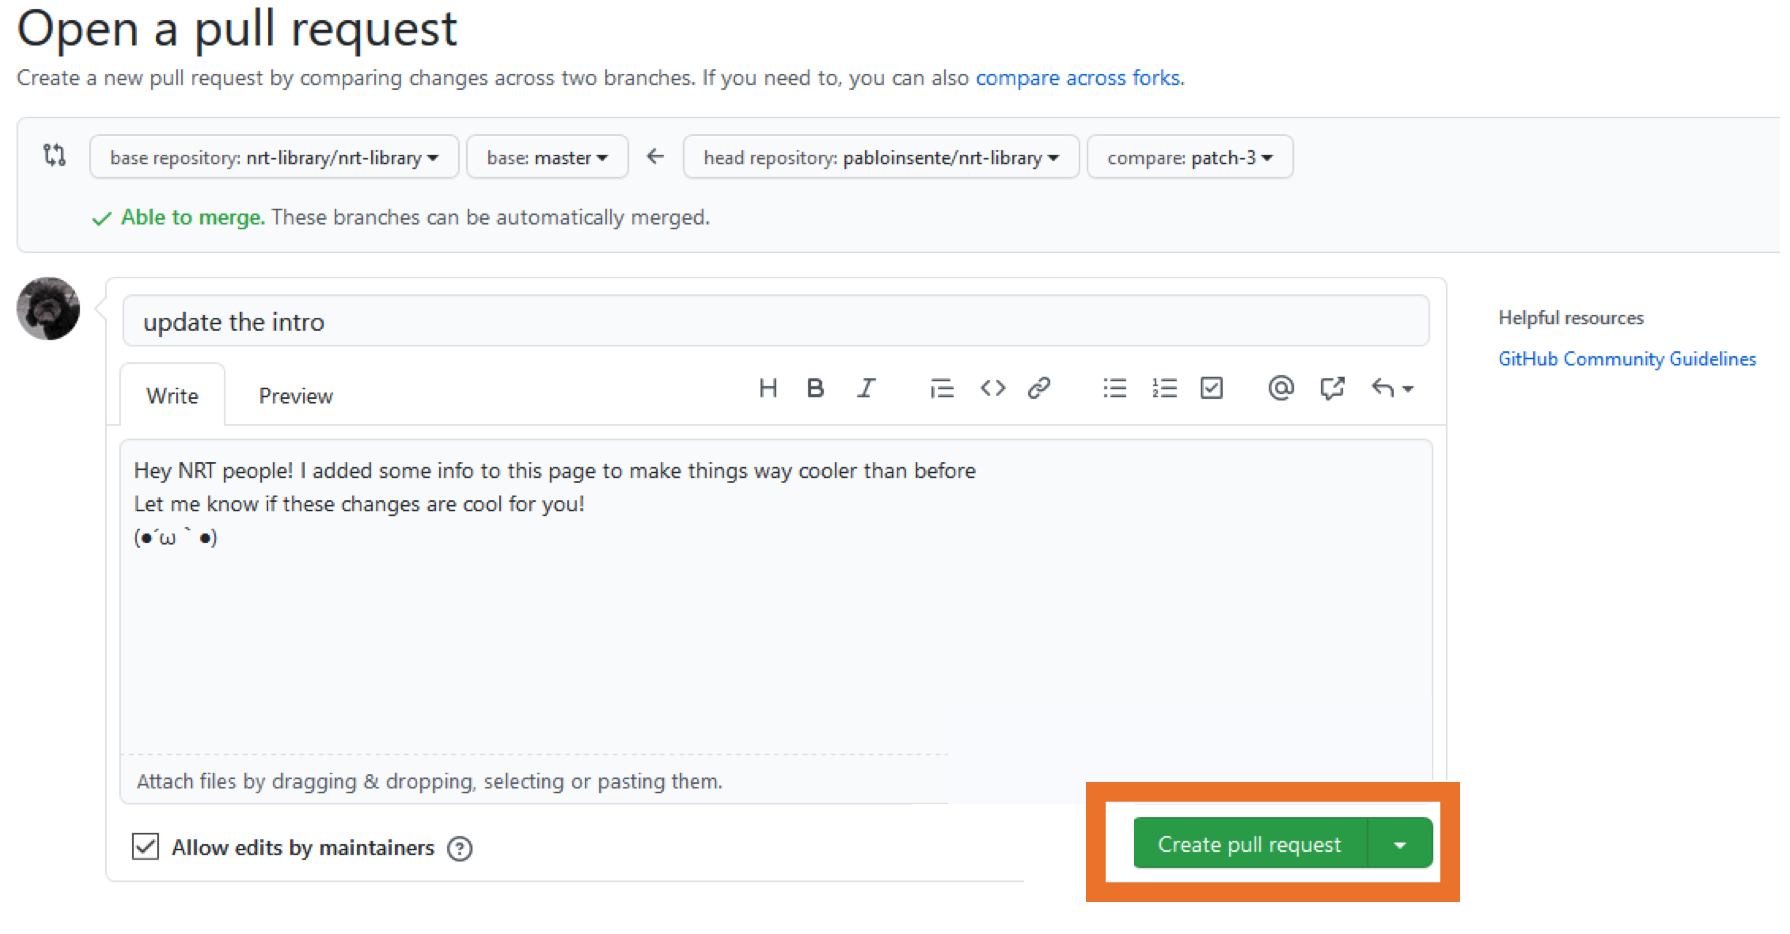 Open a pull request
Create a new pull request by comparing changes across two branches. If you need to, you can also compare across forks.
base repository: nrt-library/nrt-library base: master ← head repository: pabloinsente/nrt-library compare: patch-3
Able to merge. These branches can be automatically merged.
update the intro
Helpful resources
GitHub Community Guidelines
Write Preview H B I
Hey NRT people! I added some info to this page to make things way cooler than before
Let me know if these changes are cool for you!
(●´ω｀●)
Attach files by dragging & dropping, selecting or pasting them.
Allow edits by maintainers ?
Create pull request